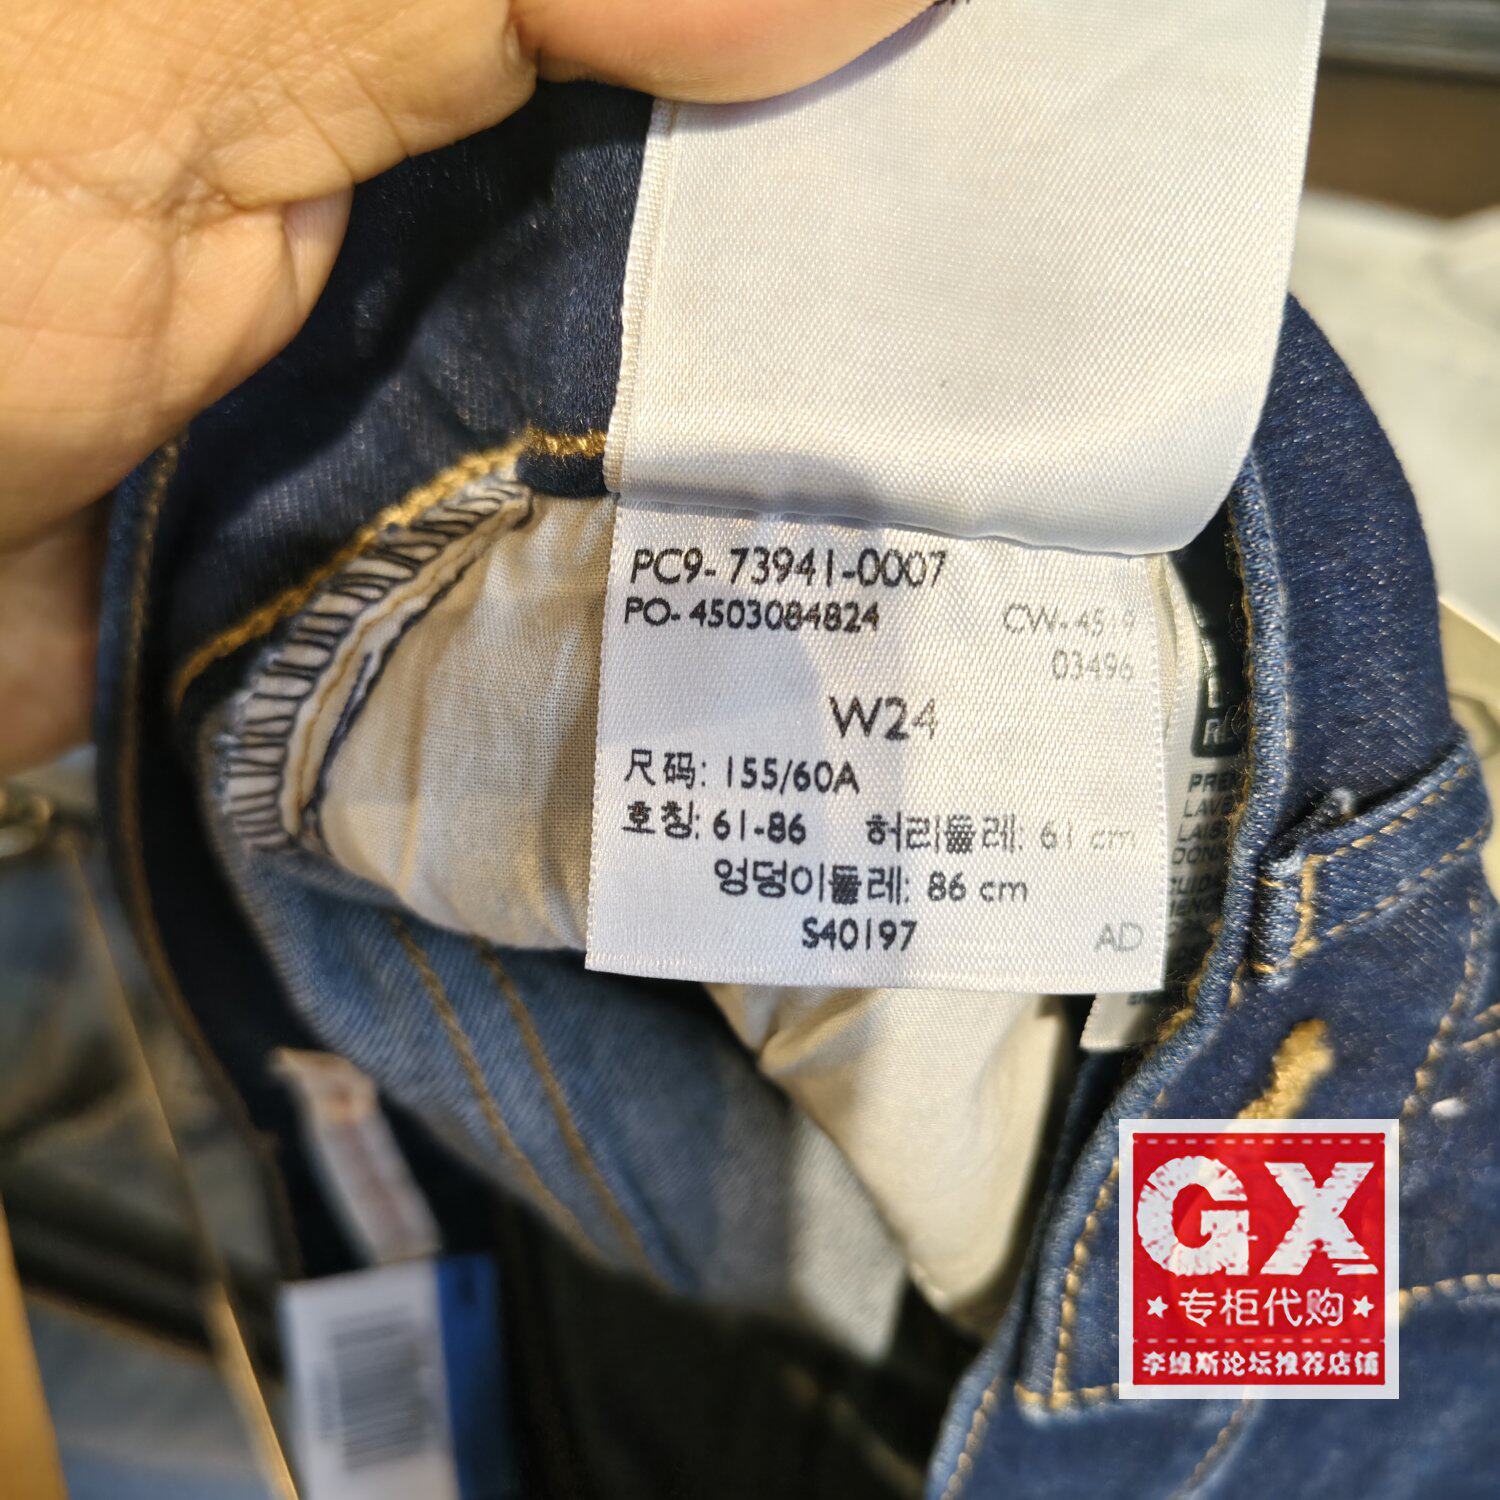 PC9-73941-0007
PO-4503084824
CW-4519
03496
W24
尺码: 155/60A
호칭: 61-86 허리둘레: 61 cm
엉덩이둘레: 86 cm
S40197
AD
GX
★专柜代购★
李维斯论坛推荐店铺